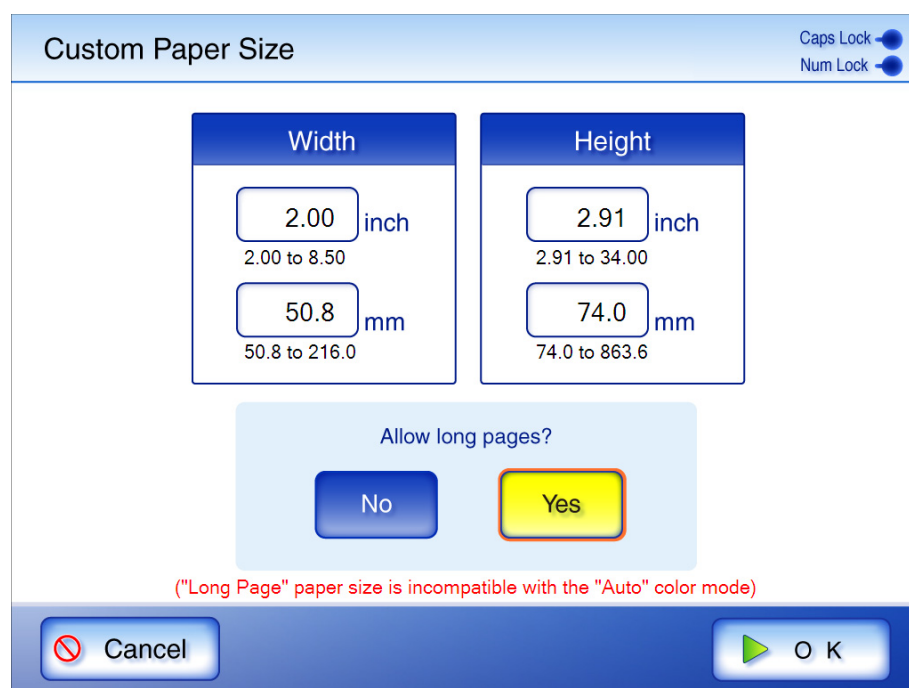 Custom Paper Size
Caps Lock
Num Lock
Width
2.00 inch
2.00 to 8.50
50.8 mm
50.8 to 216.0
Height
2.91 inch
2.91 to 34.00
74.0 mm
74.0 to 863.6
Allow long pages?
No
Yes
("Long Page" paper size is incompatible with the "Auto" color mode)
Cancel
O K